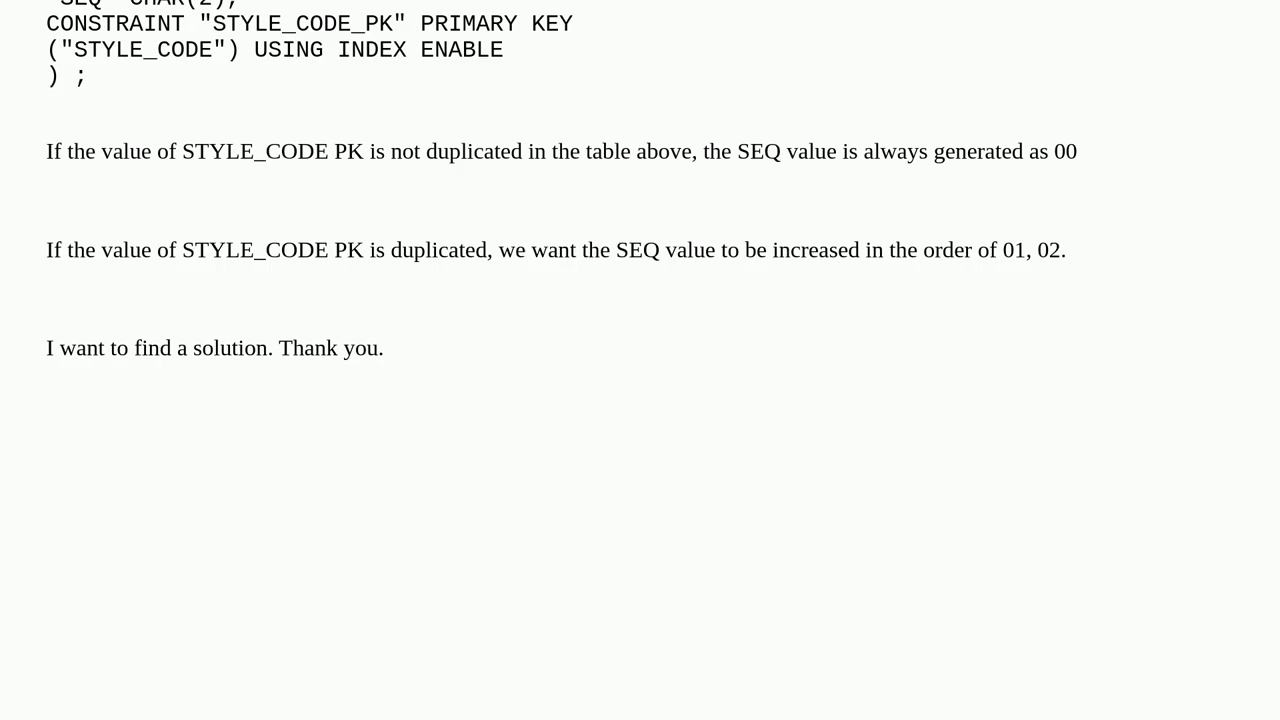 "SEQ" CHAR(2),
CONSTRAINT "STYLE_CODE_PK" PRIMARY KEY
("STYLE_CODE") USING INDEX ENABLE
) ;
If the value of STYLE_CODE PK is not duplicated in the table above, the SEQ value is always generated as 00
If the value of STYLE_CODE PK is duplicated, we want the SEQ value to be increased in the order of 01, 02.
I want to find a solution. Thank you.